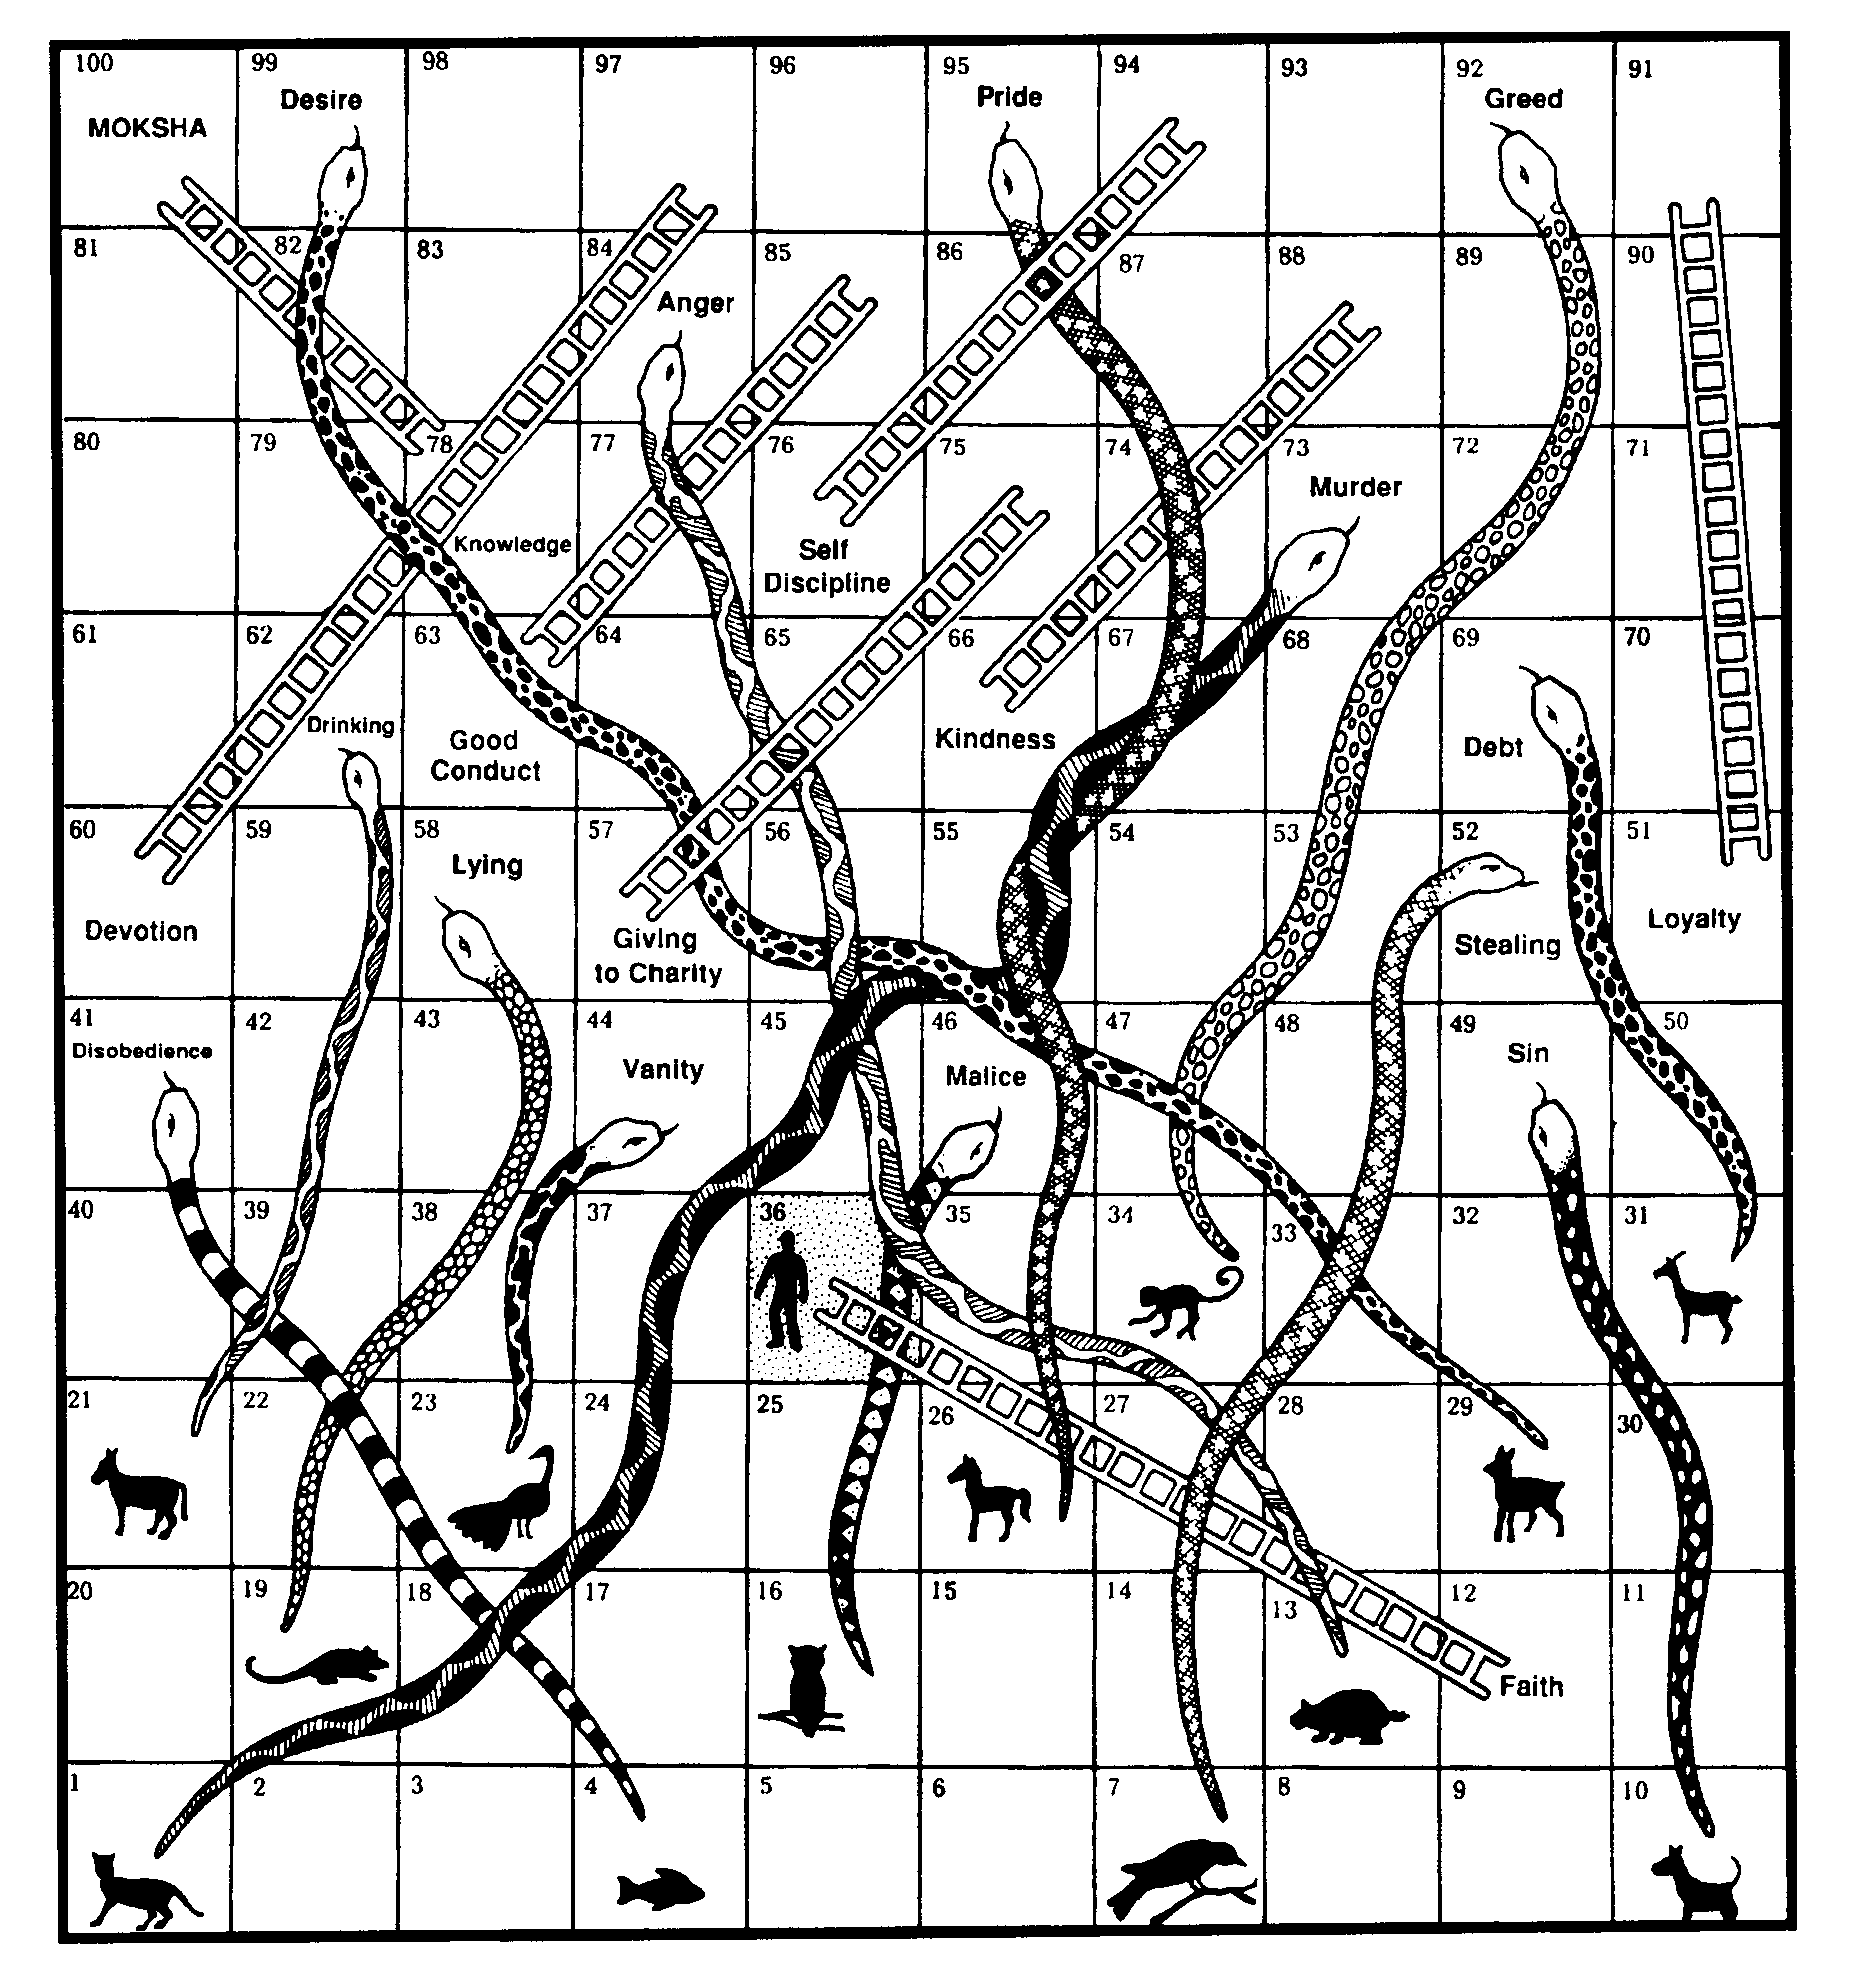 100 99 98 97 96 95 94 93 92 91
Desire Pride Greed
MOKSHA
81 82 83 84 85 86 87 88 89 90
Anger
80 79 78 77 76 75 74 73 72 71
Murder
Knowledge Self
Discipline
61 62 63 64 65 66 67 68 69 70
Drinking Good Kindness Debt
Conduct
60 59 58 57 56 55 54 53 52 51
Lying
Devotion Giving Stealing Loyalty
to Charity
41 42 43 44 45 46 47 48 49 50
Disobedience Vanity Malice Sin
40 39 38 37 36 35 34 33 32 31
21 22 23 24 25 26 27 28 29 30
20 19 18 17 16 15 14 13 12 11
Faith
1 2 3 4 5 6 7 8 9 10